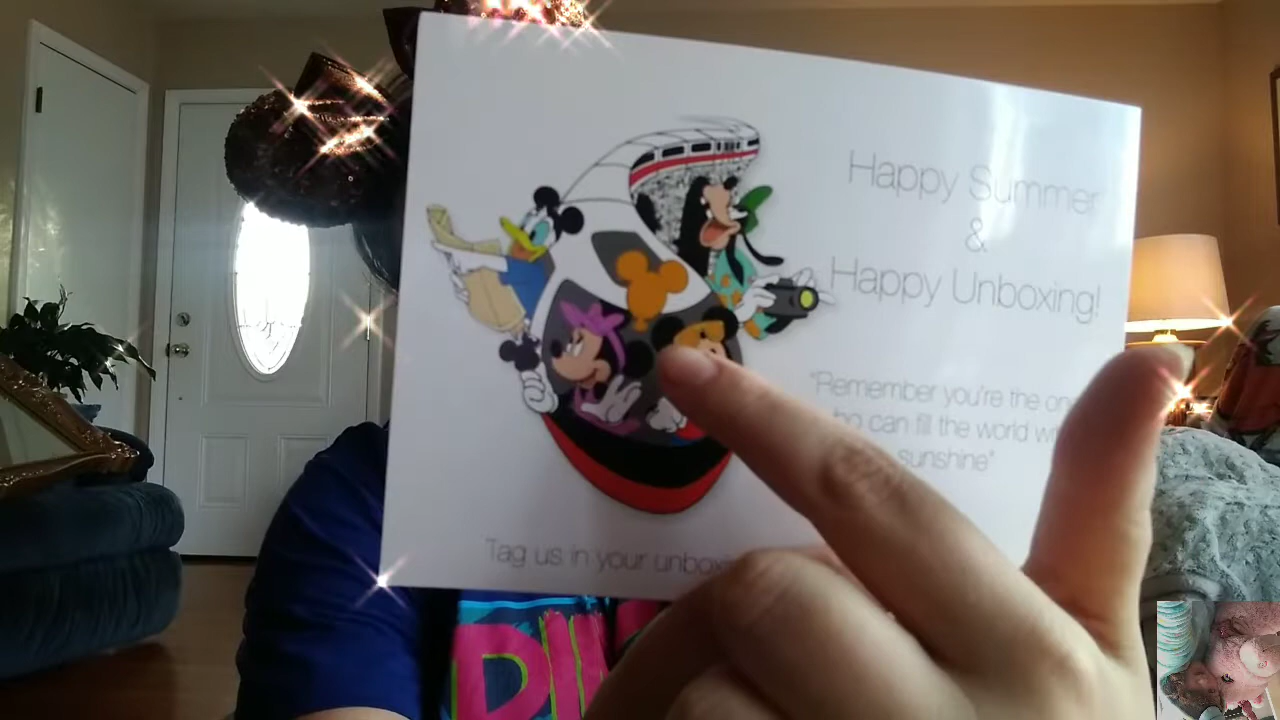 Happy Summer
&
Happy Unboxing!
"Remember you're the
can fill the world
sunshine"
Tag us in your